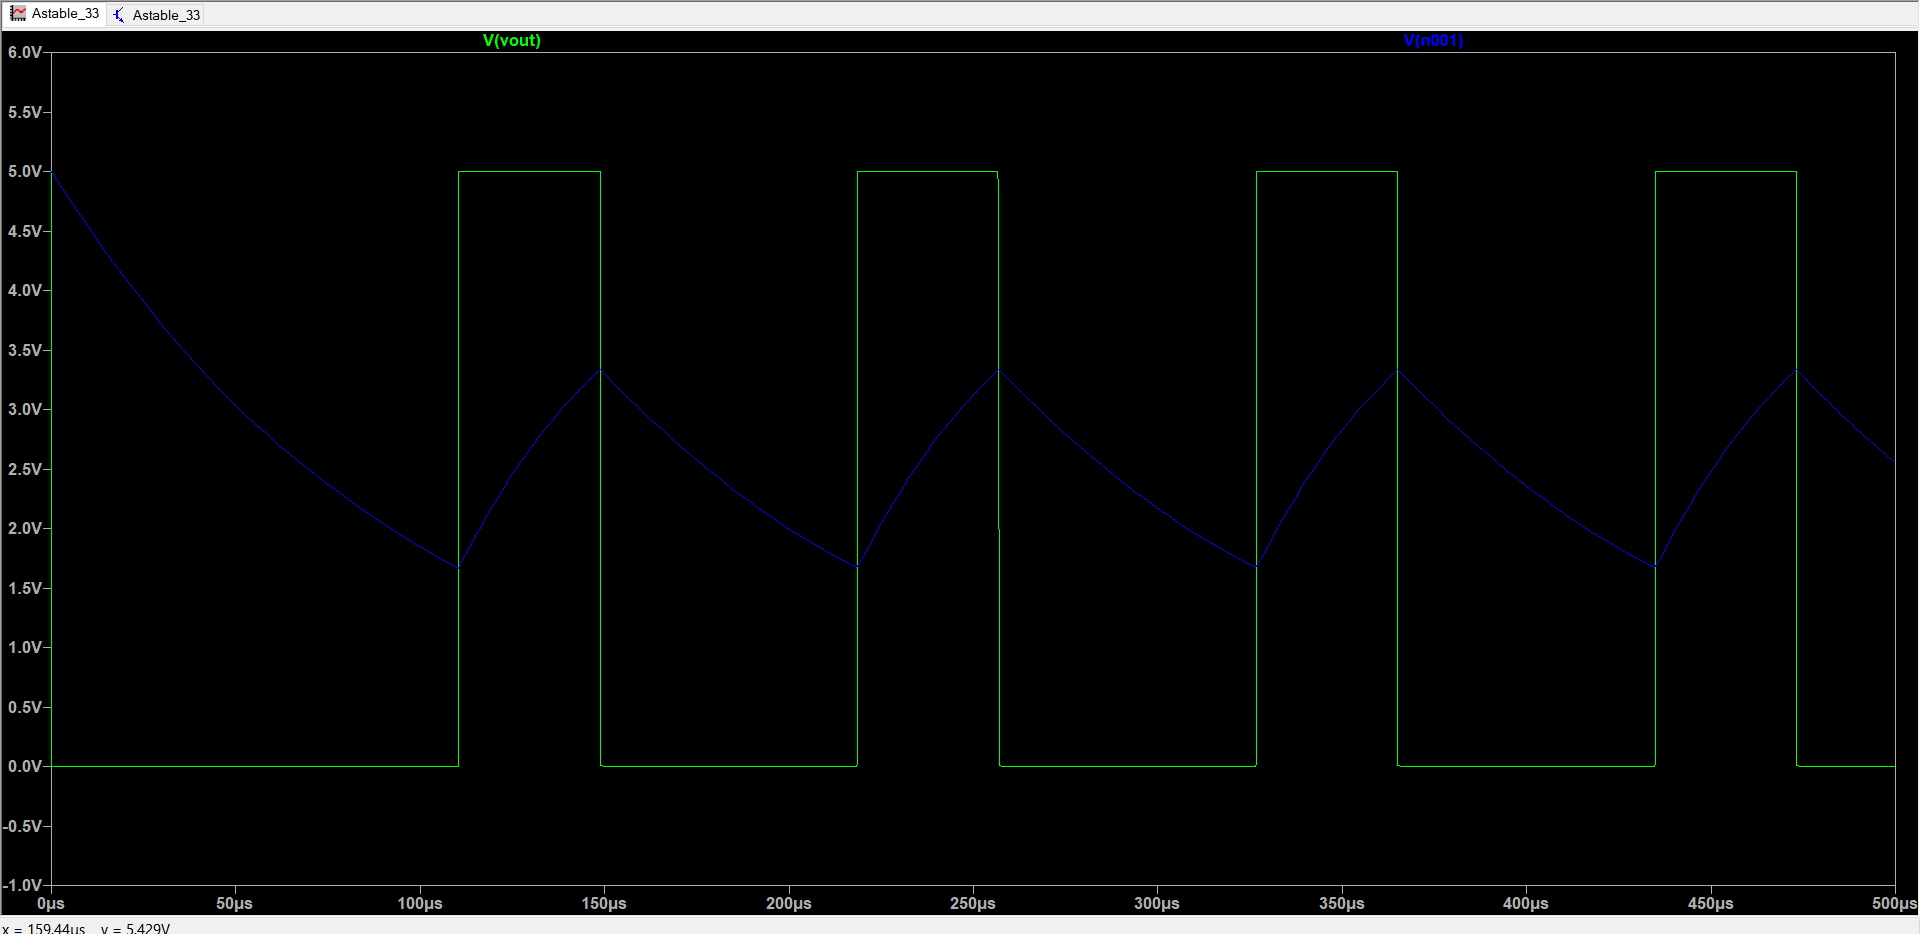 Astable_33 Astable_33
V(vout) V(n001)
6.0V
5.5V
5.0V
4.5V
4.0V
3.5V
3.0V
2.5V
2.0V
1.5V
1.0V
0.5V
0.0V
-0.5V
-1.0V
0µs 50µs 100µs 150µs 200µs 250µs 300µs 350µs 400µs 450µs 500µs
x = 159.44µs y = 5.429V